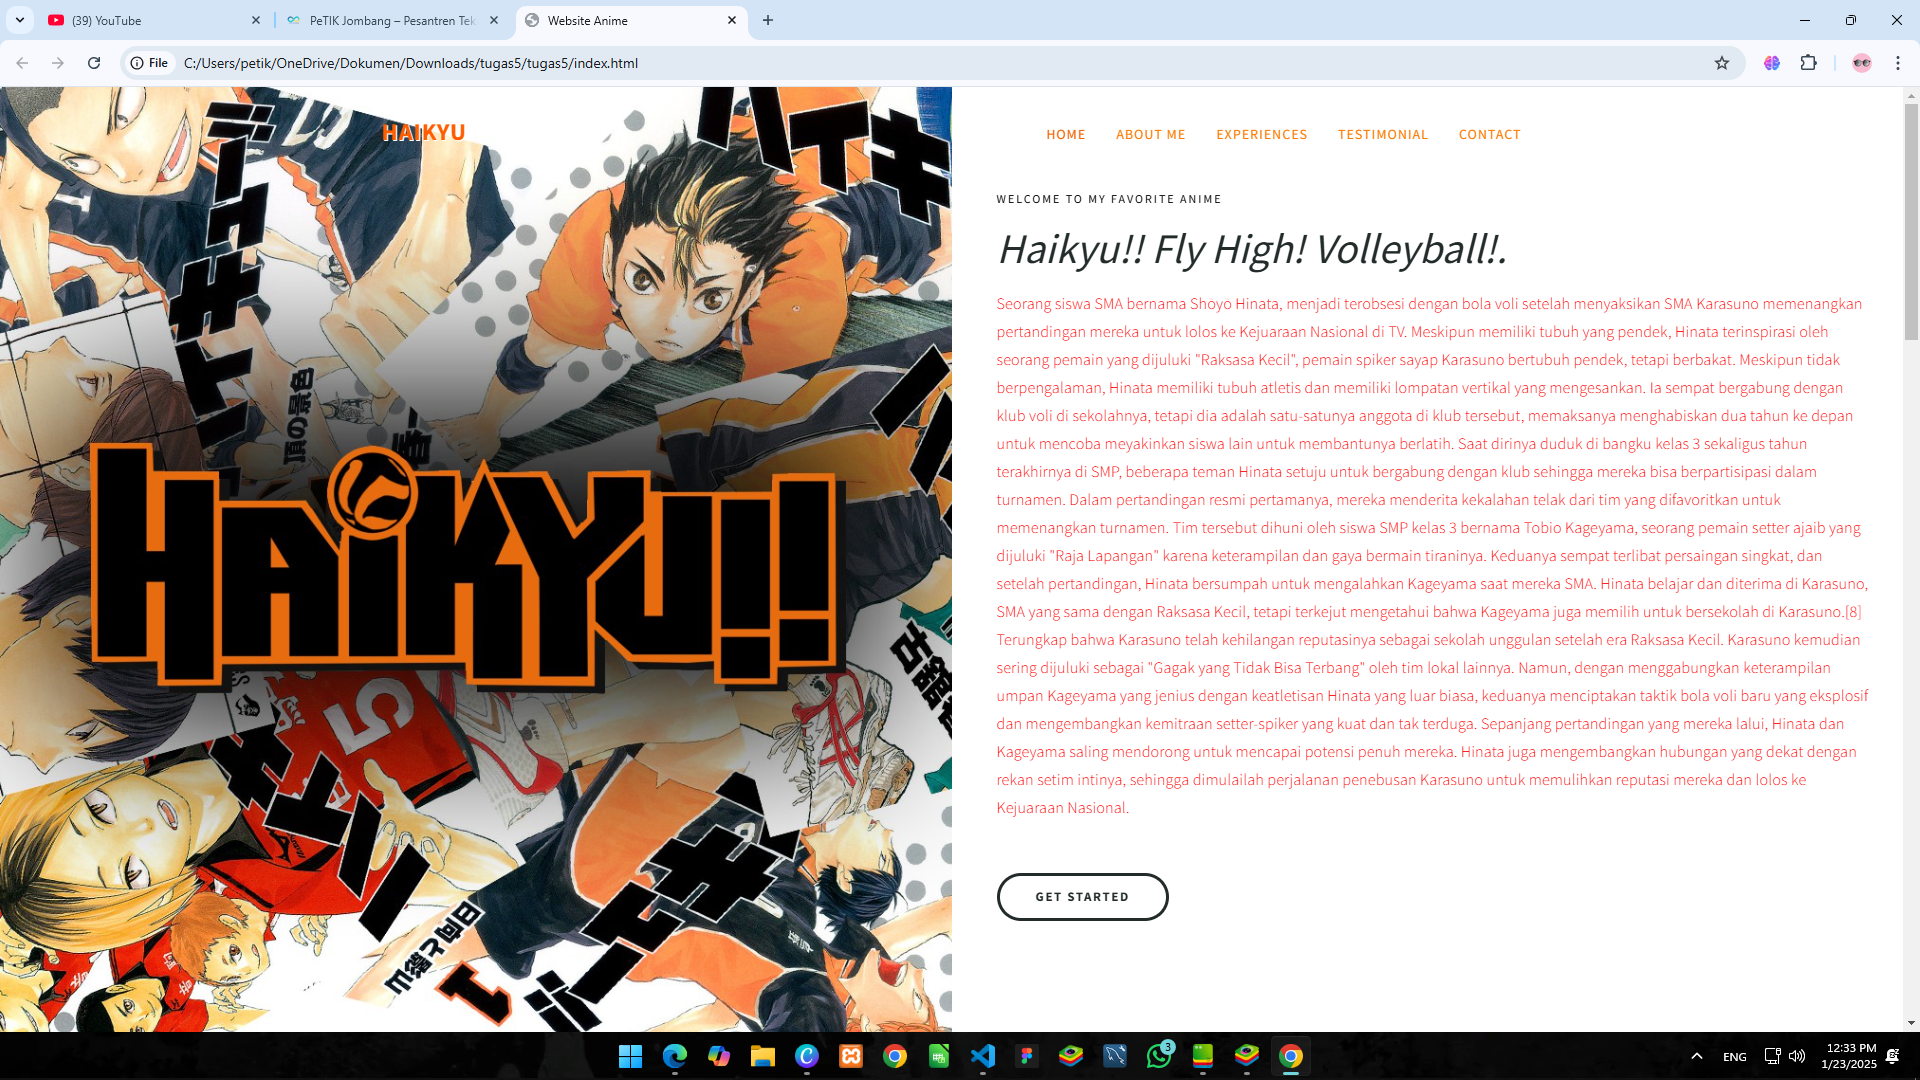 (39) YouTube
PeTIK Jombang – Pesantren Tek
Website Anime
File
C:/Users/petik/OneDrive/Dokumen/Downloads/tugas5/tugas5/index.html
HAIKYU
HOME
ABOUT ME
EXPERIENCES
TESTIMONIAL
CONTACT
WELCOME TO MY FAVORITE ANIME
Haikyu!! Fly High! Volleyball!.
Seorang siswa SMA bernama Shōyō Hinata, menjadi terobsesi dengan bola voli setelah menyaksikan SMA Karasuno memenangkan
pertandingan mereka untuk lolos ke Kejuaraan Nasional di TV. Meskipun memiliki tubuh yang pendek, Hinata terinspirasi oleh
seorang pemain yang dijuluki "Raksasa Kecil", pemain spiker sayap Karasuno bertubuh pendek, tetapi berbakat. Meskipun tidak
berpengalaman, Hinata memiliki tubuh atletis dan memiliki lompatan vertikal yang mengesankan. Ia sempat bergabung dengan
klub voli di sekolahnya, tetapi dia adalah satu-satunya anggota di klub tersebut, memaksanya menghabiskan dua tahun ke depan
untuk mencoba meyakinkan siswa lain untuk membantunya berlatih. Saat dirinya duduk di bangku kelas 3 sekaligus tahun
terakhirnya di SMP, beberapa teman Hinata setuju untuk bergabung dengan klub sehingga mereka bisa berpartisipasi dalam
turnamen. Dalam pertandingan resmi pertamanya, mereka menderita kekalahan telak dari tim yang difavoritkan untuk
memenangkan turnamen. Tim tersebut dihuni oleh siswa SMP kelas 3 bernama Tobio Kageyama, seorang pemain setter ajaib yang
dijuluki "Raja Lapangan" karena keterampilan dan gaya bermain tiraninya. Keduanya sempat terlibat persaingan singkat, dan
setelah pertandingan, Hinata bersumpah untuk mengalahkan Kageyama saat mereka SMA. Hinata belajar dan diterima di Karasuno,
SMA yang sama dengan Raksasa Kecil, tetapi terkejut mengetahui bahwa Kageyama juga memilih untuk bersekolah di Karasuno.[8]
Terungkap bahwa Karasuno telah kehilangan reputasinya sebagai sekolah unggulan setelah era Raksasa Kecil. Karasuno kemudian
sering dijuluki sebagai "Gagak yang Tidak Bisa Terbang" oleh tim lokal lainnya. Namun, dengan menggabungkan keterampilan
umpan Kageyama yang jenius dengan keatletisan Hinata yang luar biasa, keduanya menciptakan taktik bola voli baru yang eksplosif
dan mengembangkan kemitraan setter-spiker yang kuat dan tak terduga. Sepanjang pertandingan yang mereka lalui, Hinata dan
Kageyama saling mendorong untuk mencapai potensi penuh mereka. Hinata juga mengembangkan hubungan yang dekat dengan
rekan setim intinya, sehingga dimulailah perjalanan penebusan Karasuno untuk memulihkan reputasi mereka dan lolos ke
Kejuaraan Nasional.
GET STARTED
HAiKYU!!
ハイキ
頂の景色
5
3
ENG
12:33 PM
1/23/2025